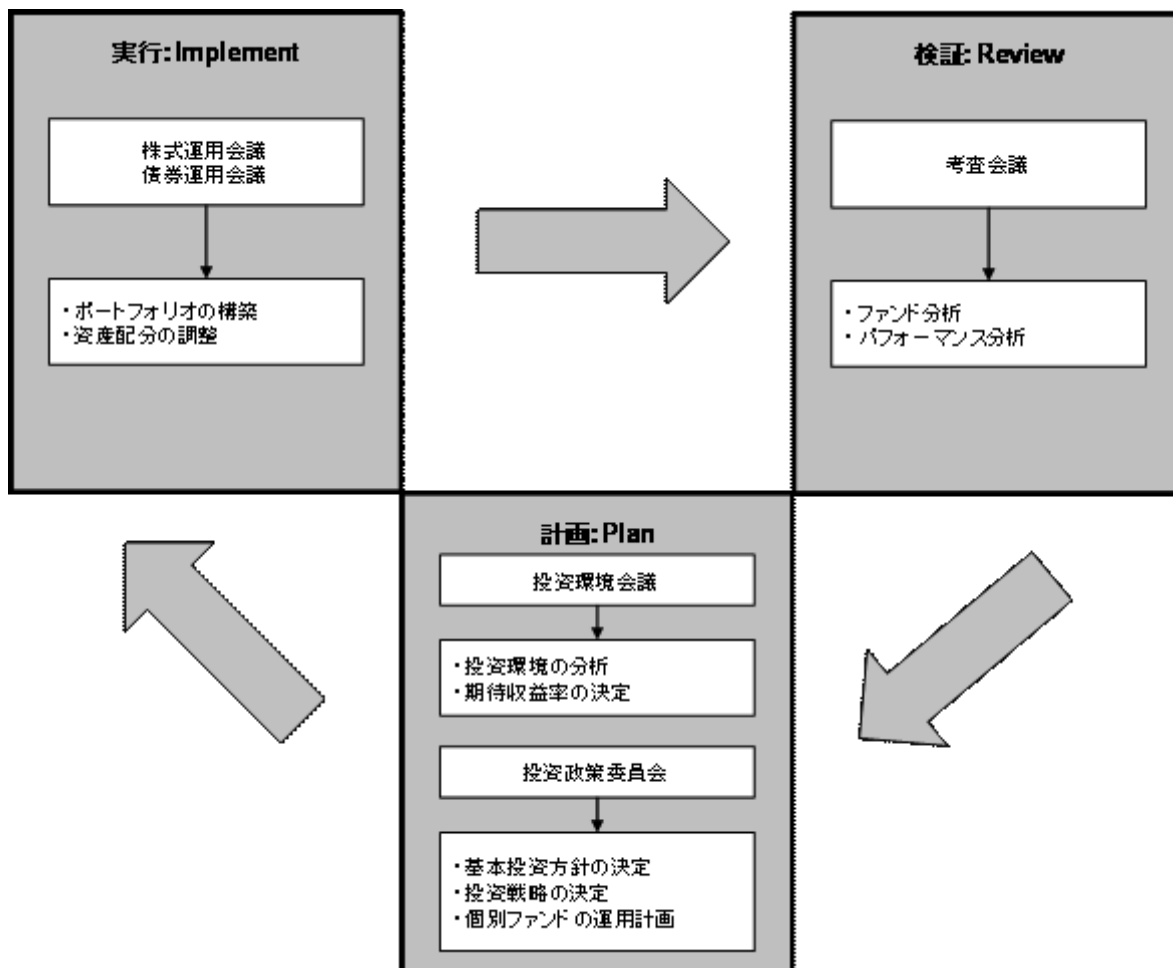 実行: Implement
株式運用会議
債券運用会議
・ポートフォリオの構築
・資産配分の調整
検証: Review
考査会議
・ファンド分析
・パフォーマンス分析
計画: Plan
投資環境会議
・投資環境の分析
・期待収益率の決定
投資政策委員会
・基本投資方針の決定
・投資戦略の決定
・個別ファンドの運用計画